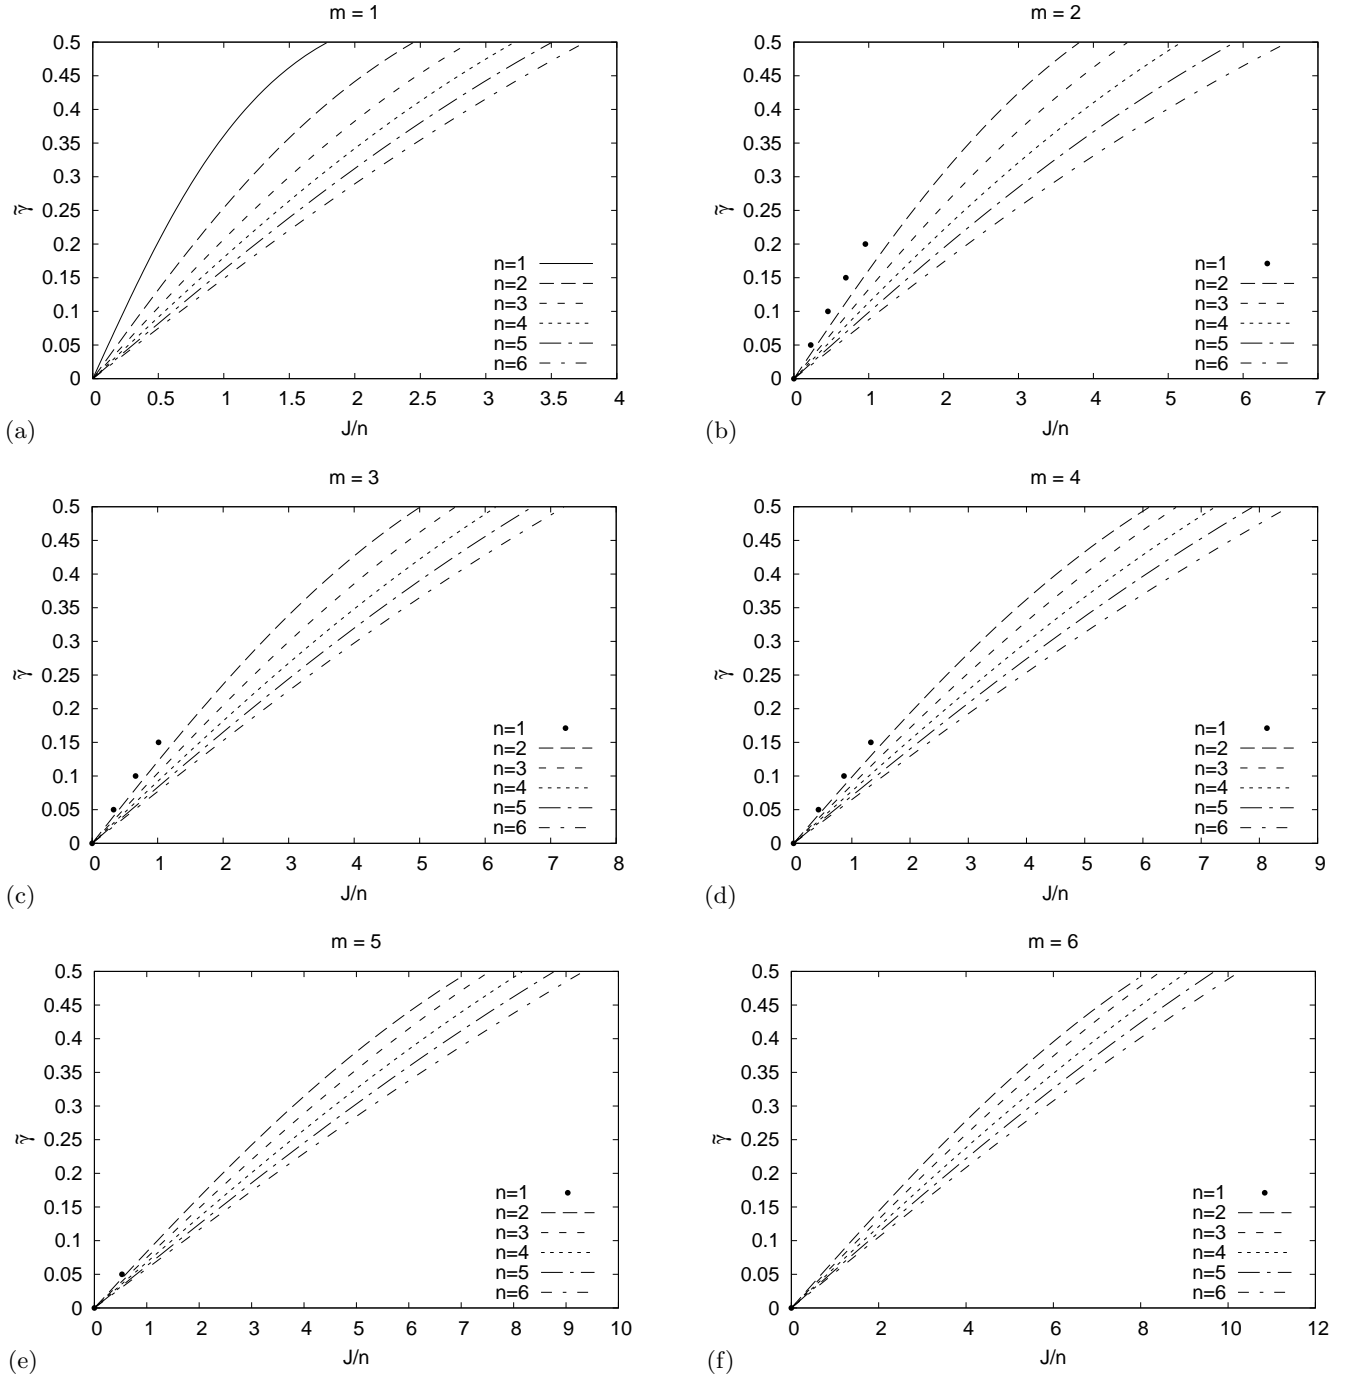 m = 1
0.5
0.45
0.4
0.35
0.3
0.25
0.2
0.15
0.1
0.05
0
γ̃
n=1
n=2
n=3
n=4
n=5
n=6
0 0.5 1 1.5 2 2.5 3 3.5 4
J/n
(a)
m = 2
0.5
0.45
0.4
0.35
0.3
0.25
0.2
0.15
0.1
0.05
0
γ̃
n=1
n=2
n=3
n=4
n=5
n=6
0 1 2 3 4 5 6 7
J/n
(b)
m = 3
0.5
0.45
0.4
0.35
0.3
0.25
0.2
0.15
0.1
0.05
0
γ̃
n=1
n=2
n=3
n=4
n=5
n=6
0 1 2 3 4 5 6 7 8
J/n
(c)
m = 4
0.5
0.45
0.4
0.35
0.3
0.25
0.2
0.15
0.1
0.05
0
γ̃
n=1
n=2
n=3
n=4
n=5
n=6
0 1 2 3 4 5 6 7 8 9
J/n
(d)
m = 5
0.5
0.45
0.4
0.35
0.3
0.25
0.2
0.15
0.1
0.05
0
γ̃
n=1
n=2
n=3
n=4
n=5
n=6
0 1 2 3 4 5 6 7 8 9 10
J/n
(e)
m = 6
0.5
0.45
0.4
0.35
0.3
0.25
0.2
0.15
0.1
0.05
0
γ̃
n=1
n=2
n=3
n=4
n=5
n=6
0 2 4 6 8 10 12
J/n
(f)